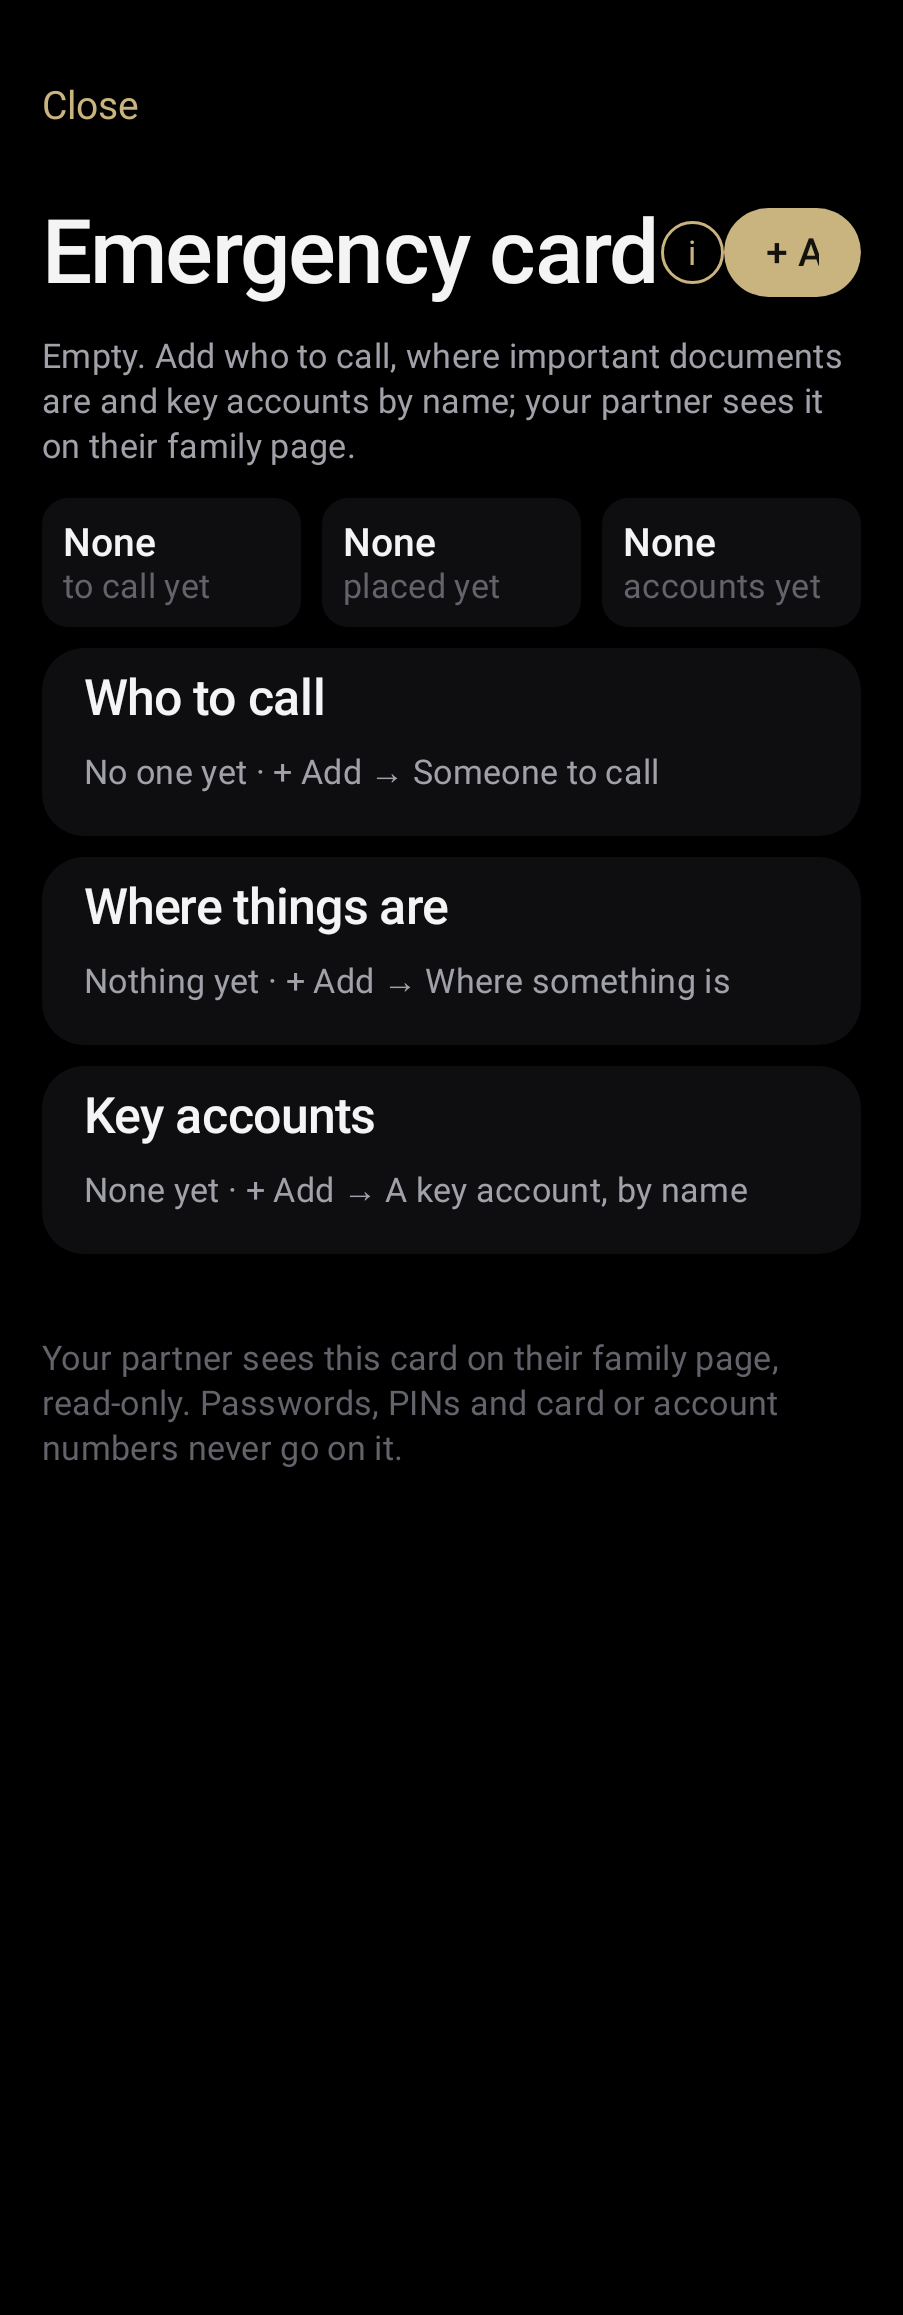 Close
Emergency card i + A
Empty. Add who to call, where important documents
are and key accounts by name; your partner sees it
on their family page.
None None None
to call yet placed yet accounts yet
Who to call
No one yet · + Add → Someone to call
Where things are
Nothing yet · + Add → Where something is
Key accounts
None yet · + Add → A key account, by name
Your partner sees this card on their family page,
read-only. Passwords, PINs and card or account
numbers never go on it.